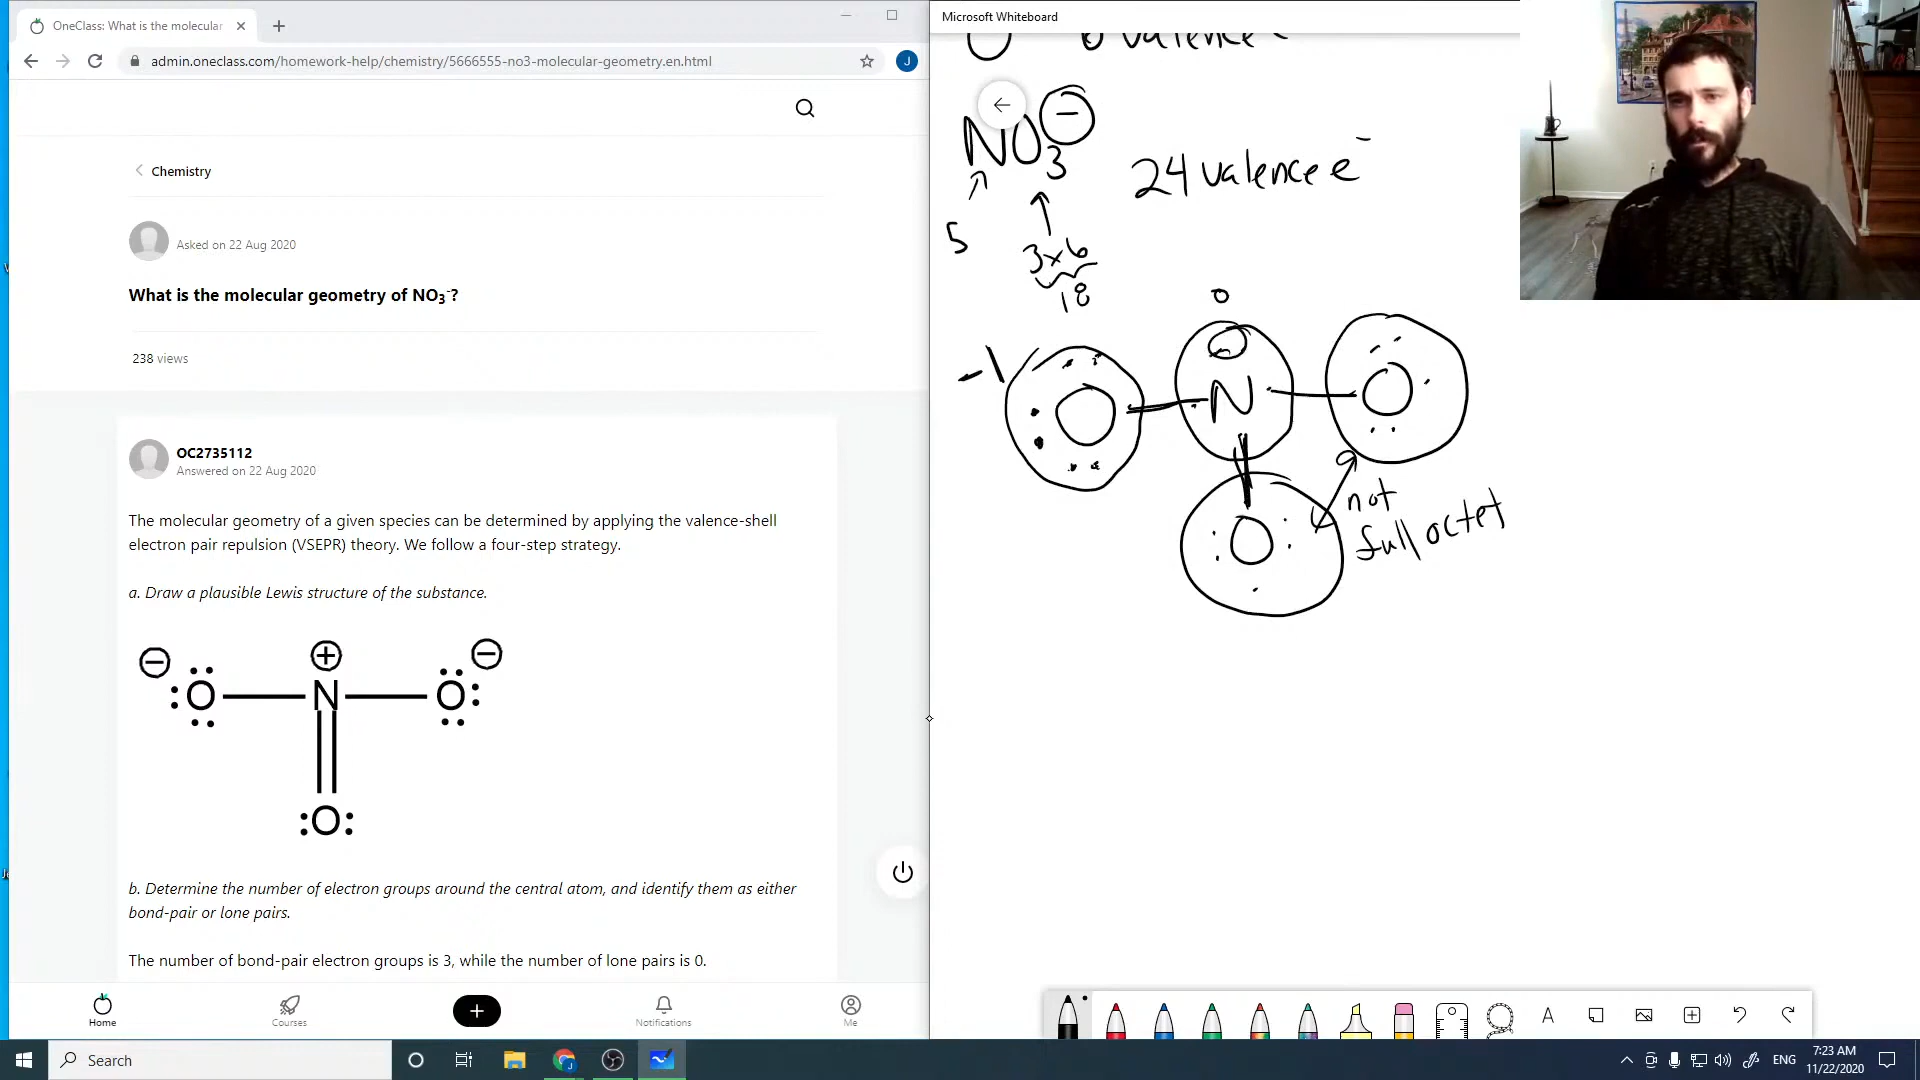 OneClass: What is the molecular
admin.oneclass.com/homework-help/chemistry/5666555-no3-molecular-geometry.en.html
J
Chemistry
Asked on 22 Aug 2020
What is the molecular geometry of NO3-?
238 views
OC2735112
Answered on 22 Aug 2020
The molecular geometry of a given species can be determined by applying the valence-shell
electron pair repulsion (VSEPR) theory. We follow a four-step strategy.
a. Draw a plausible Lewis structure of the substance.
− + −
:O N O:
:O:
b. Determine the number of electron groups around the central atom, and identify them as either
bond-pair or lone pairs.
The number of bond-pair electron groups is 3, while the number of lone pairs is 0.
Home
Courses
Notifications
Me
Microsoft Whiteboard
valence
NO3−
24 valence e-
5
3×6
18
0
-1
O N O
O
not
full octet
A
Search
ENG
7:23 AM
11/22/2020